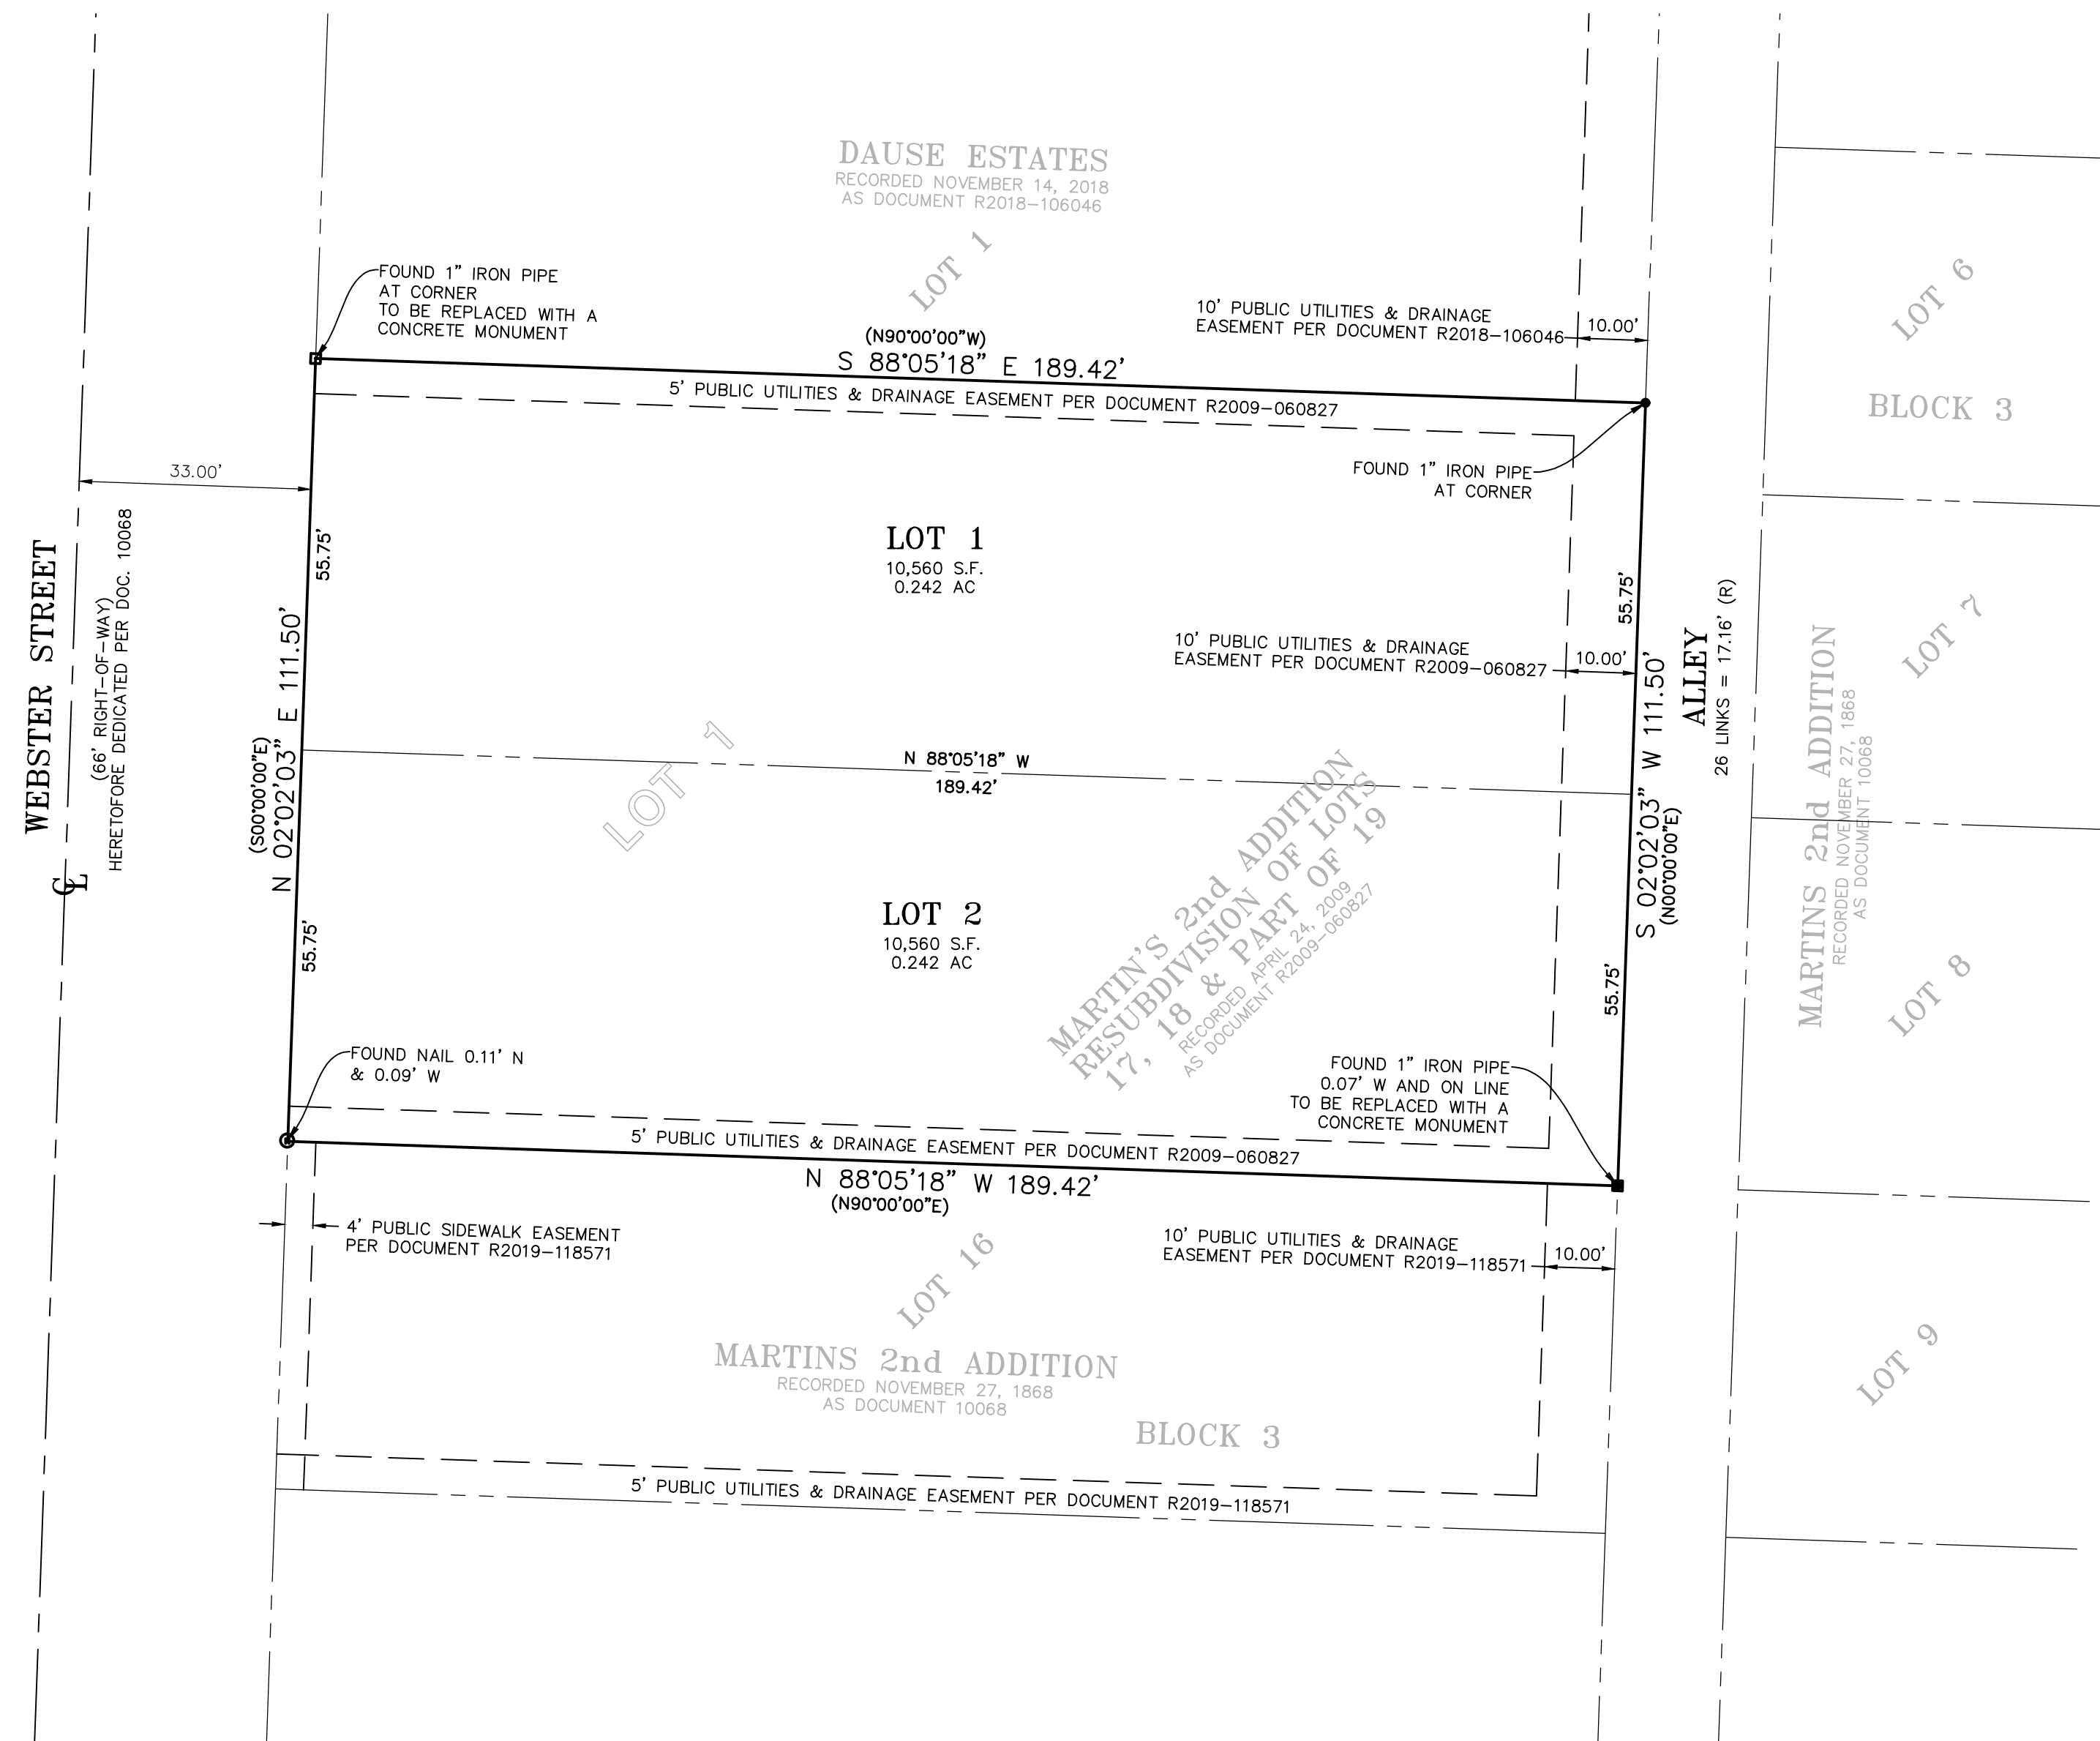 DAUSE ESTATES
RECORDED NOVEMBER 14, 2018
AS DOCUMENT R2018-106046
LOT 1
FOUND 1" IRON PIPE
AT CORNER
TO BE REPLACED WITH A
CONCRETE MONUMENT
10' PUBLIC UTILITIES & DRAINAGE
EASEMENT PER DOCUMENT R2018-106046
10.00'
(N90°00'00"W)
S 88°05'18" E 189.42'
5' PUBLIC UTILITIES & DRAINAGE EASEMENT PER DOCUMENT R2009-060827
FOUND 1" IRON PIPE
AT CORNER
33.00'
WEBSTER STREET
(66' RIGHT-OF-WAY)
HERETOFORE DEDICATED PER DOC. 10068
CL
55.75'
N 02°02'03" E 111.50'
(S00°00'00"E)
55.75'
LOT 1
10,560 S.F.
0.242 AC
10' PUBLIC UTILITIES & DRAINAGE
EASEMENT PER DOCUMENT R2009-060827
10.00'
55.75'
S 02°02'03" W 111.50'
(N00°00'00"E)
55.75'
ALLEY
26 LINKS = 17.16' (R)
LOT 1
N 88°05'18" W
189.42'
LOT 2
10,560 S.F.
0.242 AC
MARTIN'S 2nd ADDITION
RESUBDIVISION OF LOTS
17, 18 & PART OF 19
RECORDED APRIL 24, 2009
AS DOCUMENT R2009-060827
FOUND NAIL 0.11' N
& 0.09' W
FOUND 1" IRON PIPE
0.07' W AND ON LINE
TO BE REPLACED WITH A
CONCRETE MONUMENT
5' PUBLIC UTILITIES & DRAINAGE EASEMENT PER DOCUMENT R2009-060827
N 88°05'18" W 189.42'
(N90°00'00"E)
4' PUBLIC SIDEWALK EASEMENT
PER DOCUMENT R2019-118571
10' PUBLIC UTILITIES & DRAINAGE
EASEMENT PER DOCUMENT R2019-118571
10.00'
LOT 16
MARTINS 2nd ADDITION
RECORDED NOVEMBER 27, 1868
AS DOCUMENT 10068
BLOCK 3
5' PUBLIC UTILITIES & DRAINAGE EASEMENT PER DOCUMENT R2019-118571
LOT 6
BLOCK 3
LOT 7
MARTINS 2nd ADDITION
RECORDED NOVEMBER 27, 1868
AS DOCUMENT 10068
LOT 8
LOT 9